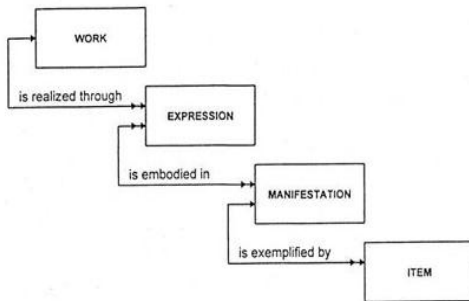 WORK
is realized through
EXPRESSION
is embodied in
MANIFESTATION
is exemplified by
ITEM